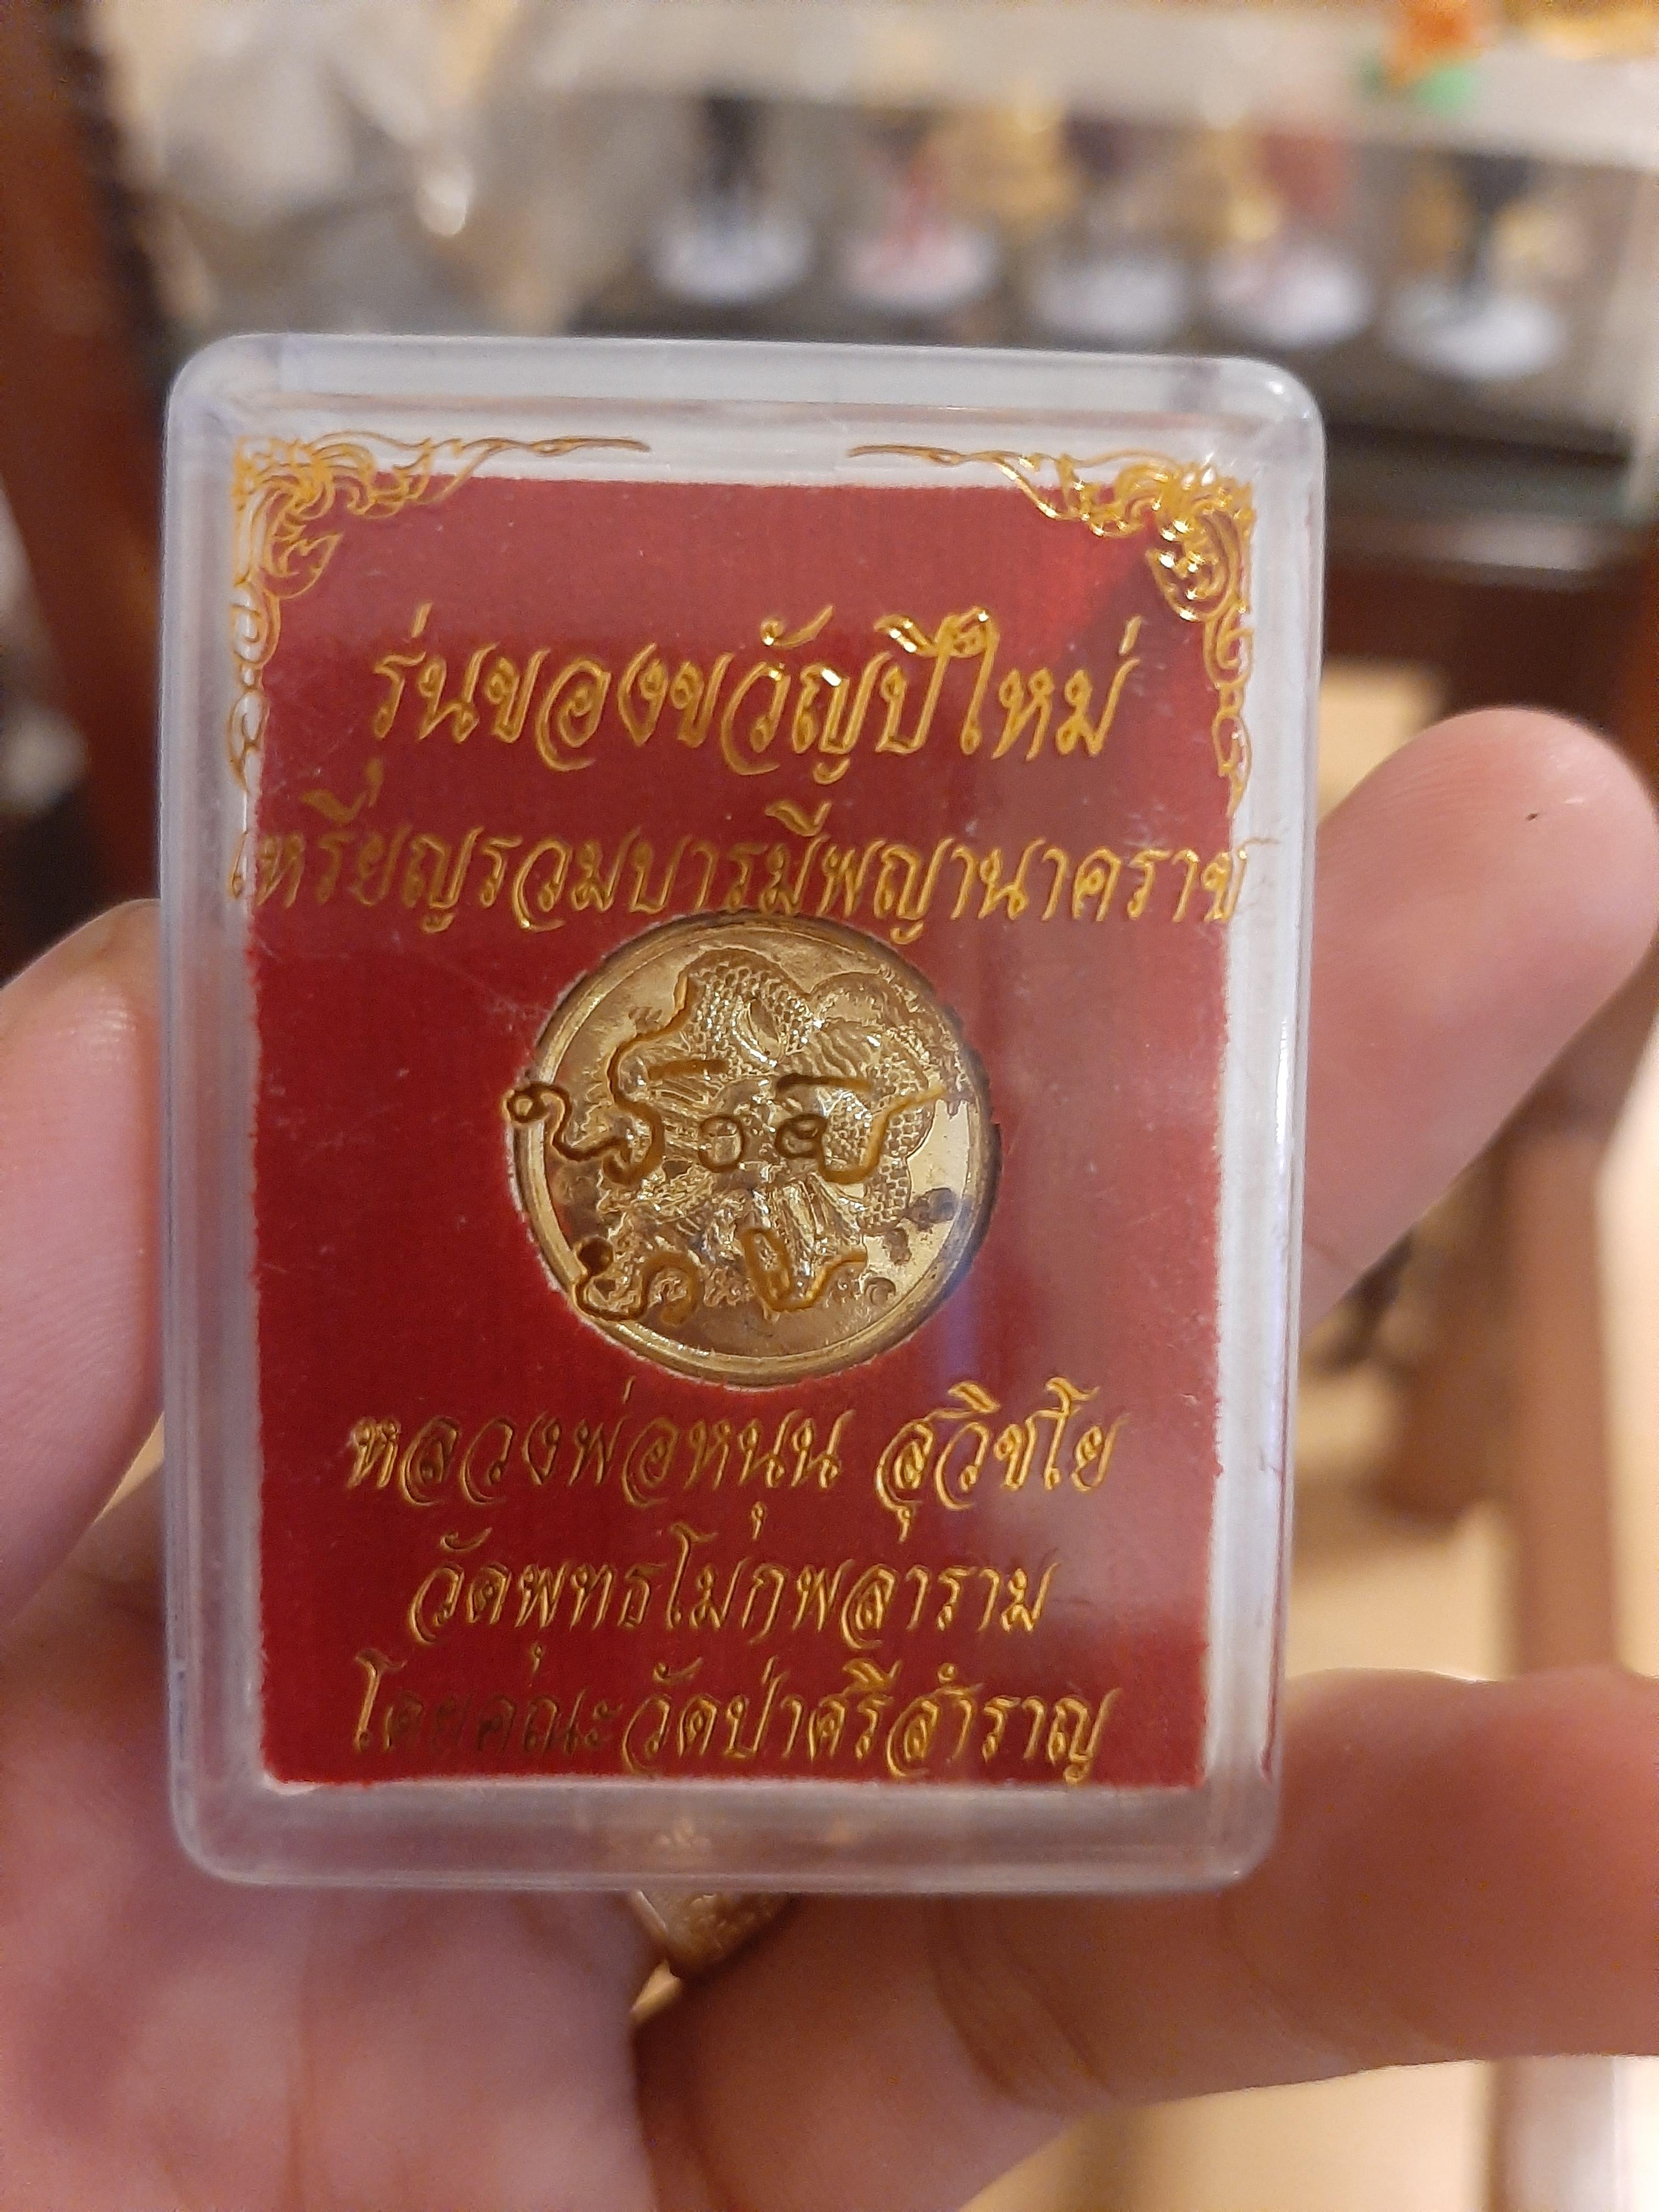 รุ่นของขวัญปีใหม่
เหรียญรวมบารมีพญานาคราช
หลวงพ่อหนุน สุวิชโย
วัดพุทธโมกพลาราม
โดยคณะวัดป่าศรีสำราญ